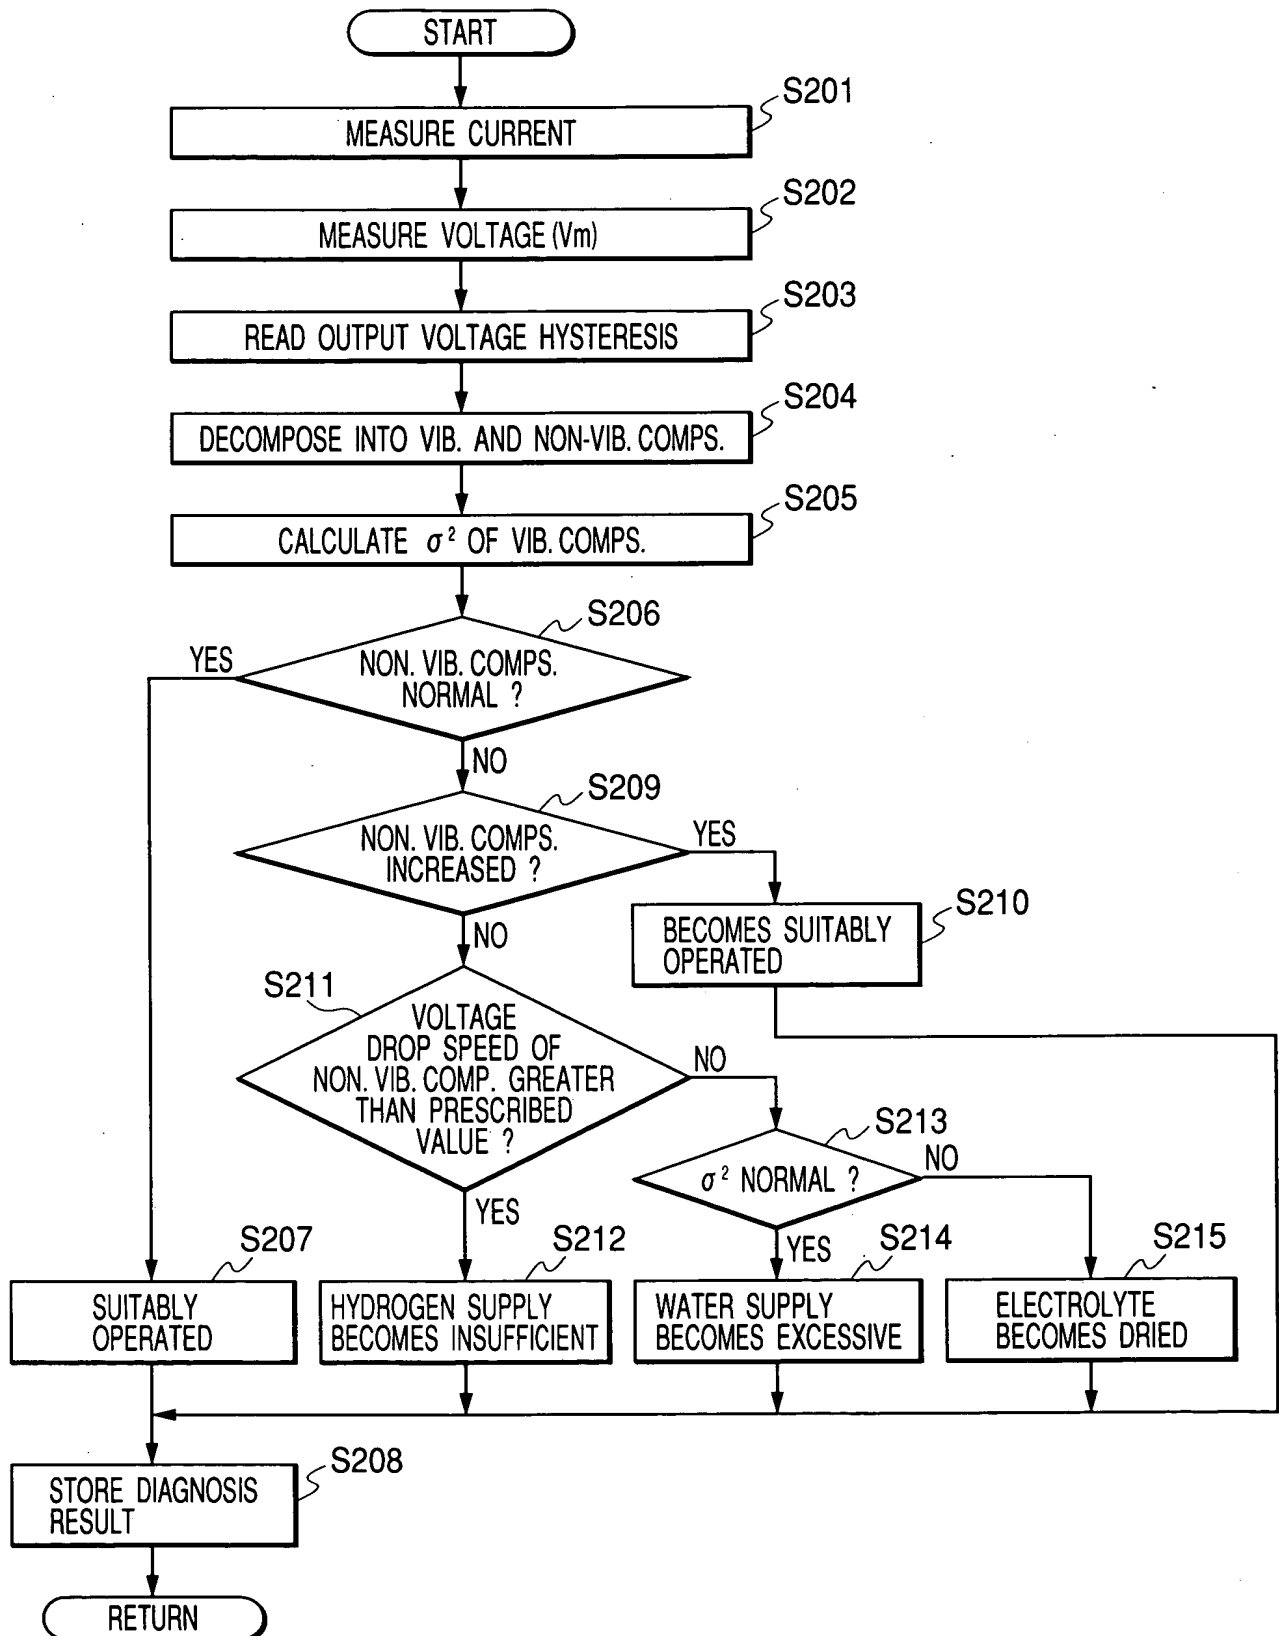 START
S201
MEASURE CURRENT
S202
MEASURE VOLTAGE (Vm)
S203
READ OUTPUT VOLTAGE HYSTERESIS
S204
DECOMPOSE INTO VIB. AND NON-VIB. COMPS.
S205
CALCULATE σ² OF VIB. COMPS.
S206
YES
NON. VIB. COMPS.
NORMAL ?
NO
S209
NON. VIB. COMPS.
INCREASED ?
YES
NO
S210
BECOMES SUITABLY
OPERATED
S211
VOLTAGE
DROP SPEED OF
NON. VIB. COMP. GREATER
THAN PRESCRIBED
VALUE ?
NO
YES
S213
σ² NORMAL ?
NO
YES
S207
SUITABLY
OPERATED
S212
HYDROGEN SUPPLY
BECOMES INSUFFICIENT
S214
WATER SUPPLY
BECOMES EXCESSIVE
S215
ELECTROLYTE
BECOMES DRIED
S208
STORE DIAGNOSIS
RESULT
RETURN